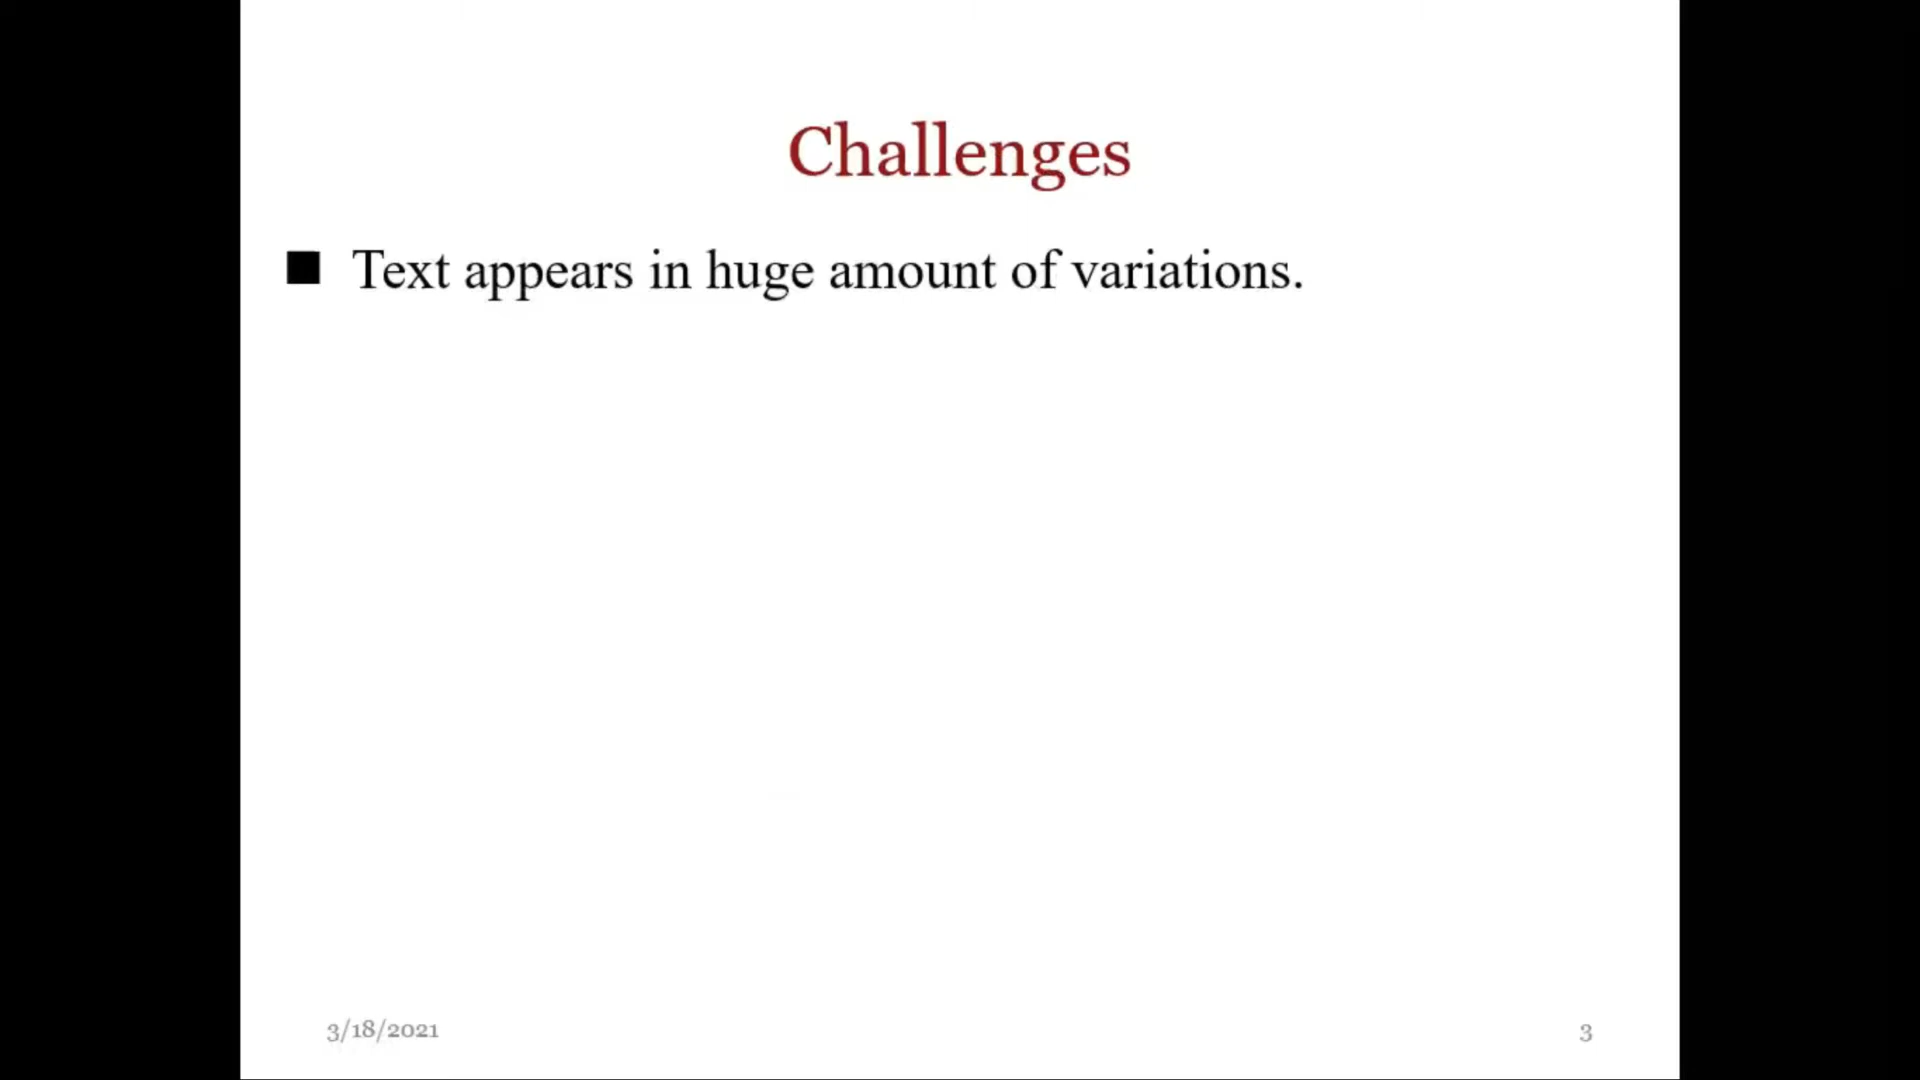 Challenges
■ Text appears in huge amount of variations.
3/18/2021
3